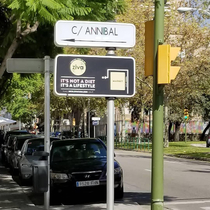 C/ ANNIBAL
ziva
IT'S NOT A DIET
IT'S A LIFESTYLE